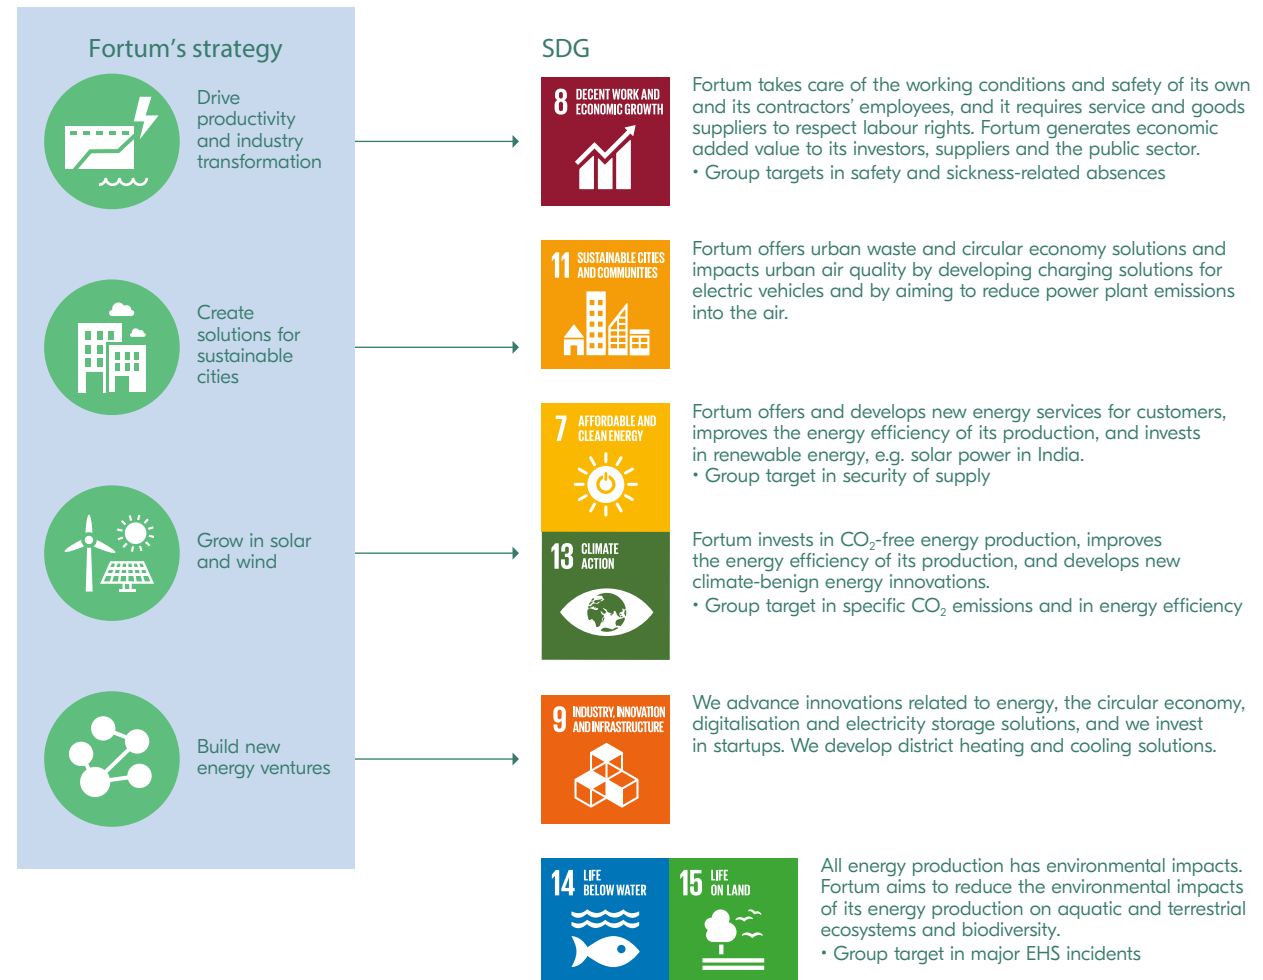 Fortum's strategy
SDG
Drive
productivity
and industry
transformation
8 DECENT WORK AND
ECONOMIC GROWTH
Fortum takes care of the working conditions and safety of its own
and its contractors' employees, and it requires service and goods
suppliers to respect labour rights. Fortum generates economic
added value to its investors, suppliers and the public sector.
• Group targets in safety and sickness-related absences
Create
solutions for
sustainable
cities
11 SUSTAINABLE CITIES
AND COMMUNITIES
Fortum offers urban waste and circular economy solutions and
impacts urban air quality by developing charging solutions for
electric vehicles and by aiming to reduce power plant emissions
into the air.
Grow in solar
and wind
7 AFFORDABLE AND
CLEAN ENERGY
Fortum offers and develops new energy services for customers,
improves the energy efficiency of its production, and invests
in renewable energy, e.g. solar power in India.
• Group target in security of supply
13 CLIMATE
ACTION
Fortum invests in CO₂-free energy production, improves
the energy efficiency of its production, and develops new
climate-benign energy innovations.
• Group target in specific CO₂ emissions and in energy efficiency
Build new
energy ventures
9 INDUSTRY, INNOVATION
AND INFRASTRUCTURE
We advance innovations related to energy, the circular economy,
digitalisation and electricity storage solutions, and we invest
in startups. We develop district heating and cooling solutions.
14 LIFE
BELOW WATER
15 LIFE
ON LAND
All energy production has environmental impacts.
Fortum aims to reduce the environmental impacts
of its energy production on aquatic and terrestrial
ecosystems and biodiversity.
• Group target in major EHS incidents